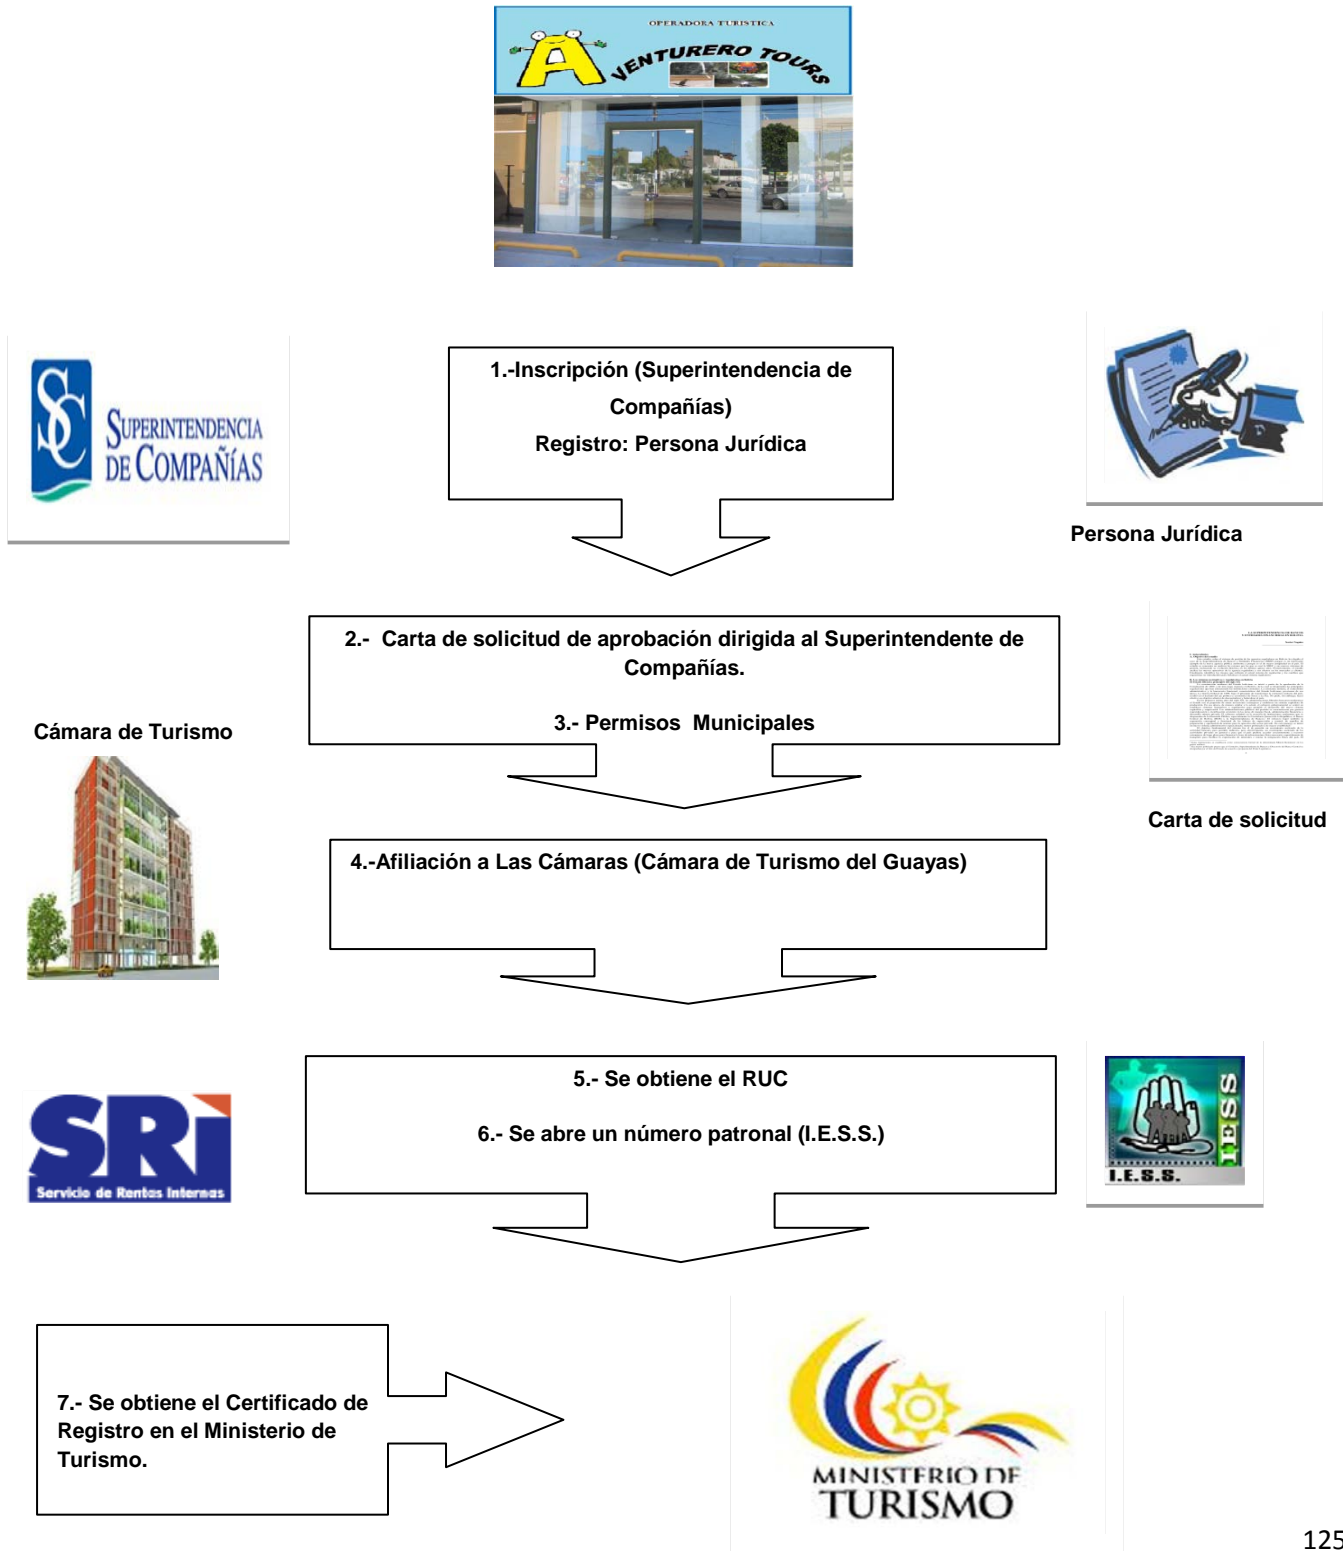 OPERADORA TURISTICA
A VENTURERO TOURS
1.-Inscripción (Superintendencia de
Compañías)
Registro: Persona Jurídica
SC
SUPERINTENDENCIA
DE COMPAÑÍAS
Persona Jurídica
2.- Carta de solicitud de aprobación dirigida al Superintendente de
Compañías.
3.- Permisos Municipales
Cámara de Turismo
Carta de solicitud
4.-Afiliación a Las Cámaras (Cámara de Turismo del Guayas)
5.- Se obtiene el RUC
6.- Se abre un número patronal (I.E.S.S.)
SRi
Servicio de Rentas Internas
IESS
I.E.S.S.
7.- Se obtiene el Certificado de
Registro en el Ministerio de
Turismo.
MINISTERIO DE
TURISMO
125